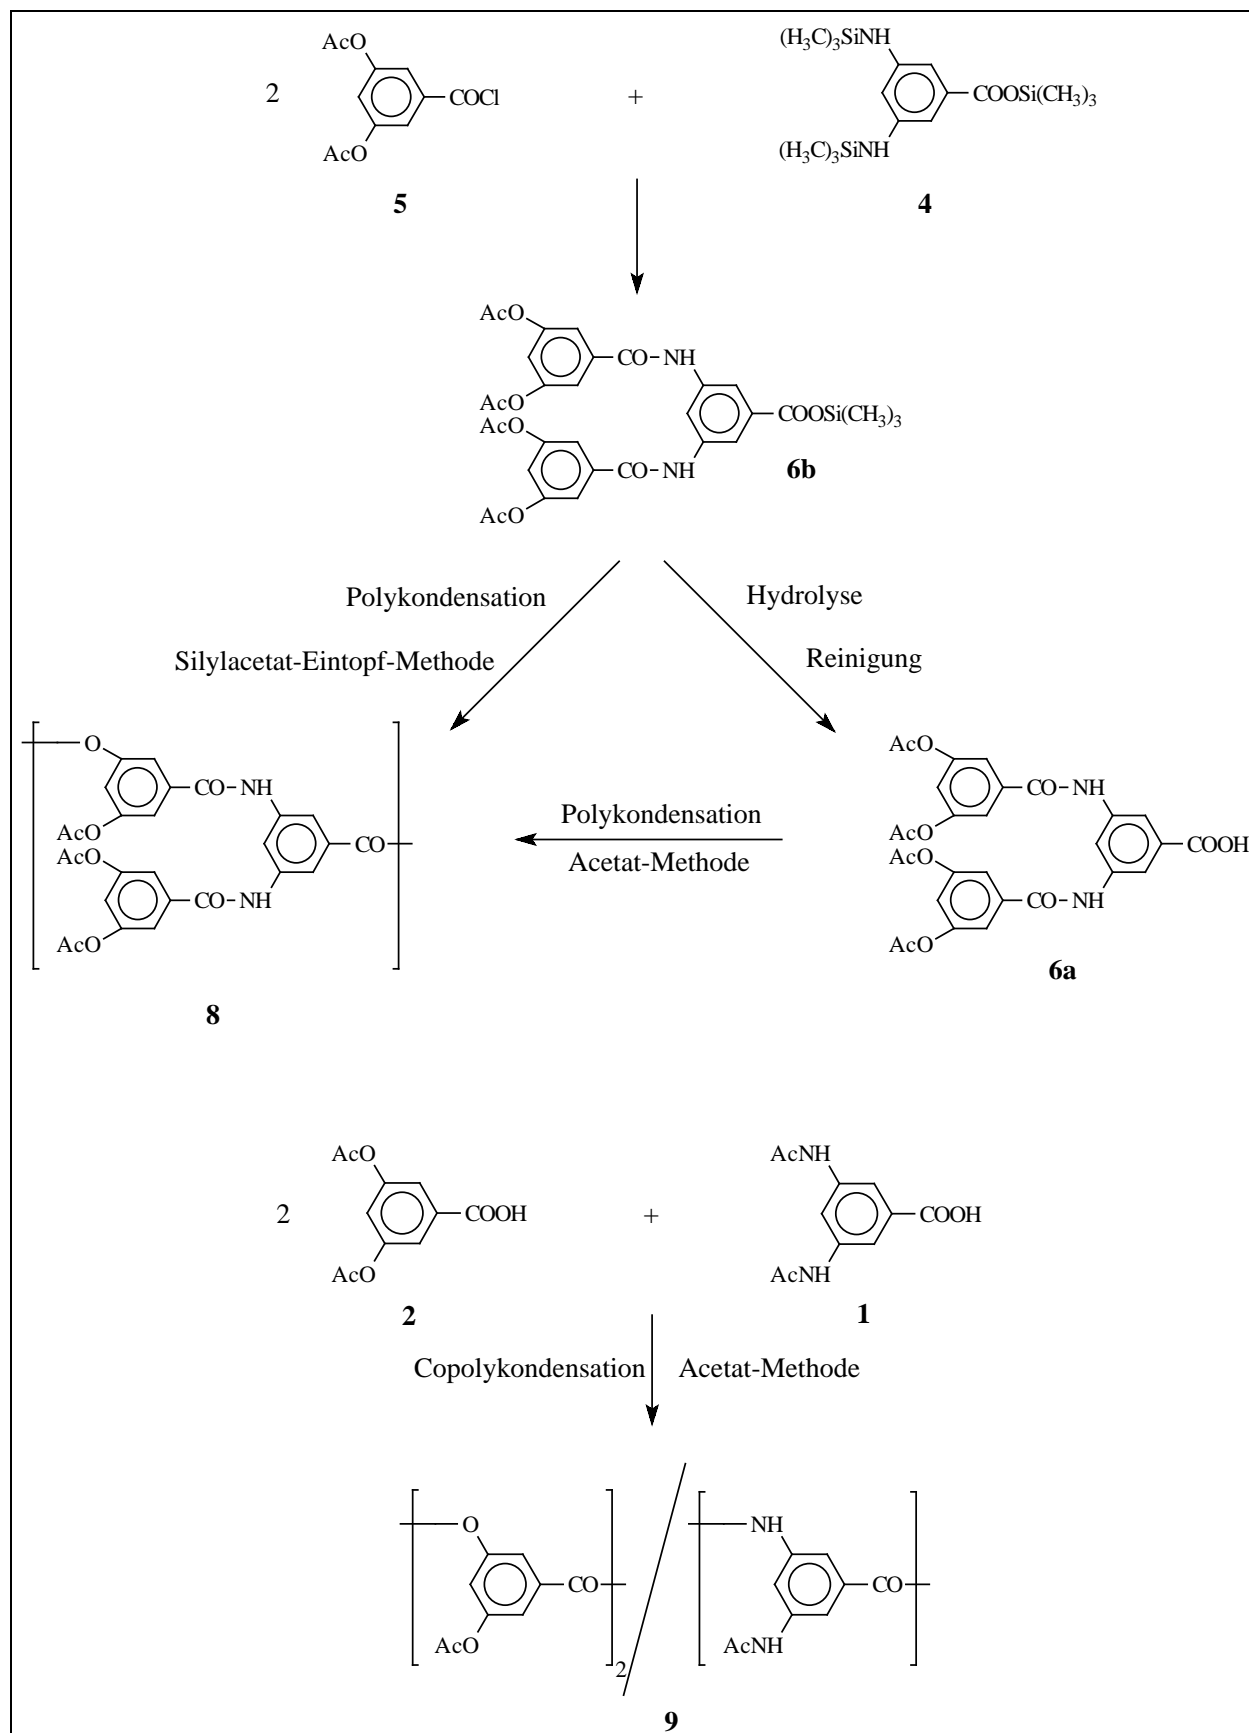 AcO
(H₃C)₃SiNH
2
COCl
+
COOSi(CH₃)₃
AcO
(H₃C)₃SiNH
5
4
AcO
CO NH
AcO
COOSi(CH₃)₃
AcO
CO NH
6b
AcO
Polykondensation
Hydrolyse
Silylacetat-Eintopf-Methode
Reinigung
O
AcO
CO NH
CO NH
Polykondensation
AcO
AcO
CO
COOH
AcO
Acetat-Methode
AcO
CO NH
CO NH
AcO
AcO
6a
8
AcO
AcNH
2
COOH
+
COOH
AcO
AcNH
2
1
Copolykondensation
Acetat-Methode
O
NH
CO
CO
AcO
AcNH
2
9